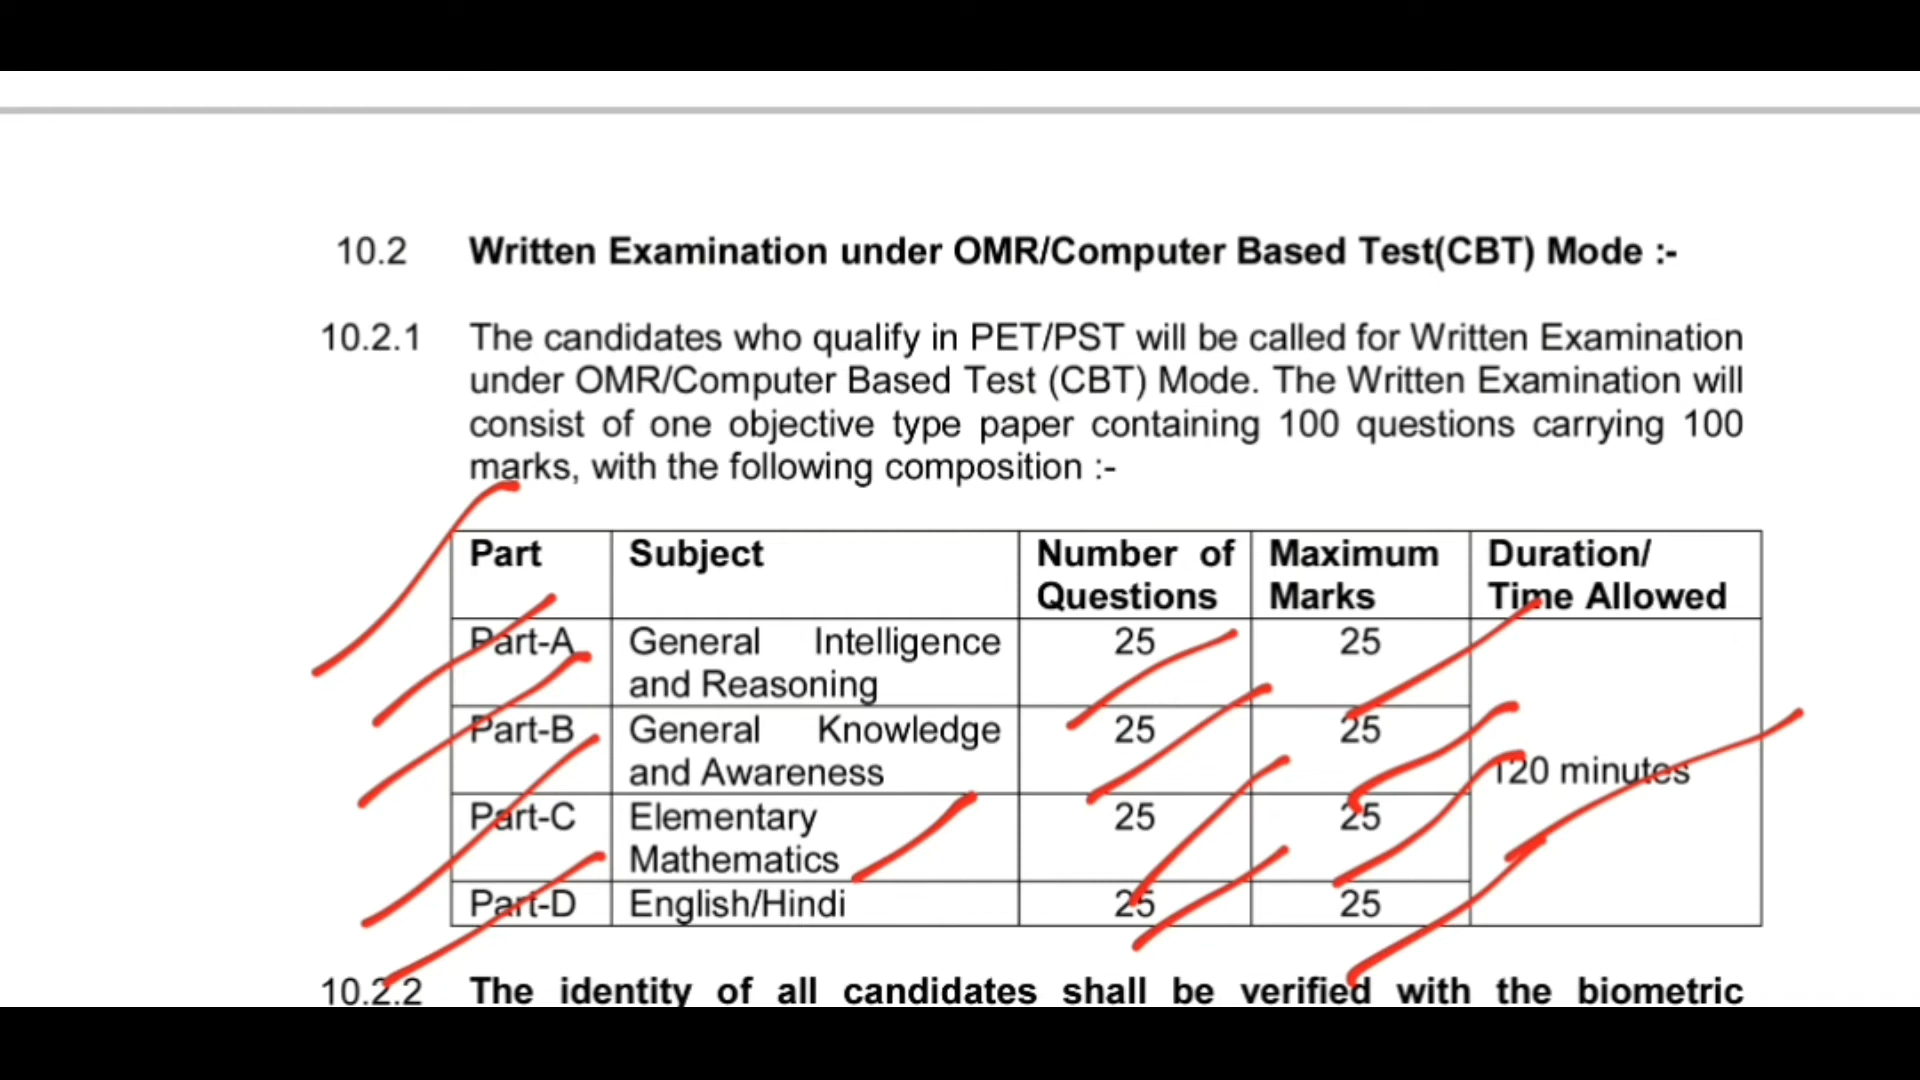 10.2 Written Examination under OMR/Computer Based Test(CBT) Mode :-
10.2.1 The candidates who qualify in PET/PST will be called for Written Examination
under OMR/Computer Based Test (CBT) Mode. The Written Examination will
consist of one objective type paper containing 100 questions carrying 100
marks, with the following composition :-
Part Subject Number of Maximum Duration/
Questions Marks Time Allowed
Part-A General Intelligence 25 25
and Reasoning
Part-B General Knowledge 25 25
and Awareness 120 minutes
Part-C Elementary 25 25
Mathematics
Part-D English/Hindi 25 25
10.2.2 The identity of all candidates shall be verified with the biometric